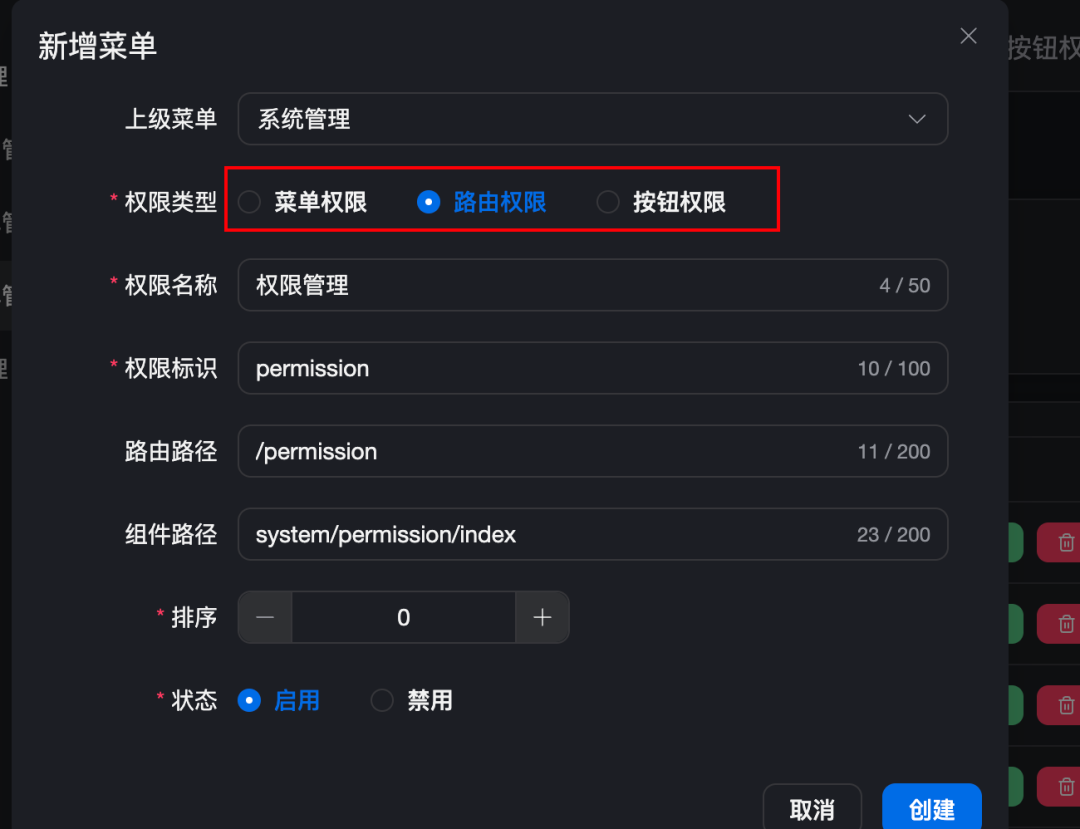 新增菜单
按钮权
上级菜单 系统管理
* 权限类型 菜单权限 路由权限 按钮权限
* 权限名称 权限管理 4 / 50
* 权限标识 permission 10 / 100
路由路径 /permission 11 / 200
组件路径 system/permission/index 23 / 200
* 排序 0
* 状态 启用 禁用
取消 创建